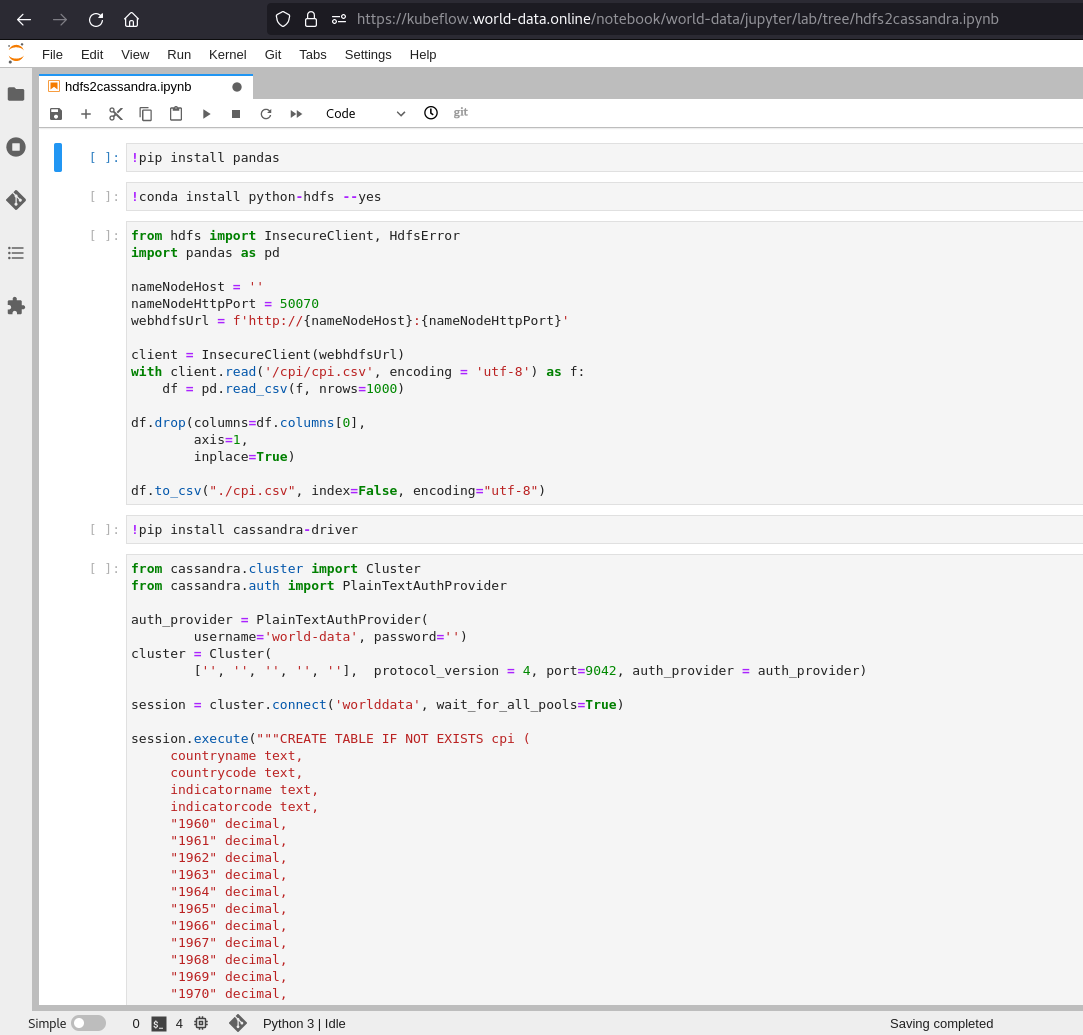 https://kubeflow.world-data.online/notebook/world-data/jupyter/lab/tree/hdfs2cassandra.ipynb
File Edit View Run Kernel Git Tabs Settings Help
hdfs2cassandra.ipynb
Code git
[ ]: !pip install pandas
[ ]: !conda install python-hdfs --yes
[ ]: from hdfs import InsecureClient, HdfsError
import pandas as pd
nameNodeHost = ''
nameNodeHttpPort = 50070
webhdfsUrl = f'http://{nameNodeHost}:{nameNodeHttpPort}'
client = InsecureClient(webhdfsUrl)
with client.read('/cpi/cpi.csv', encoding = 'utf-8') as f:
    df = pd.read_csv(f, nrows=1000)
df.drop(columns=df.columns[0],
        axis=1,
        inplace=True)
df.to_csv("./cpi.csv", index=False, encoding="utf-8")
[ ]: !pip install cassandra-driver
[ ]: from cassandra.cluster import Cluster
from cassandra.auth import PlainTextAuthProvider
auth_provider = PlainTextAuthProvider(
        username='world-data', password='')
cluster = Cluster(
        ['', '', '', '', ''],  protocol_version = 4, port=9042, auth_provider = auth_provider)
session = cluster.connect('worlddata', wait_for_all_pools=True)
session.execute("""CREATE TABLE IF NOT EXISTS cpi (
     countryname text,
     countrycode text,
     indicatorname text,
     indicatorcode text,
     "1960" decimal,
     "1961" decimal,
     "1962" decimal,
     "1963" decimal,
     "1964" decimal,
     "1965" decimal,
     "1966" decimal,
     "1967" decimal,
     "1968" decimal,
     "1969" decimal,
     "1970" decimal,
Simple 0 $_ 4 Python 3 | Idle Saving completed